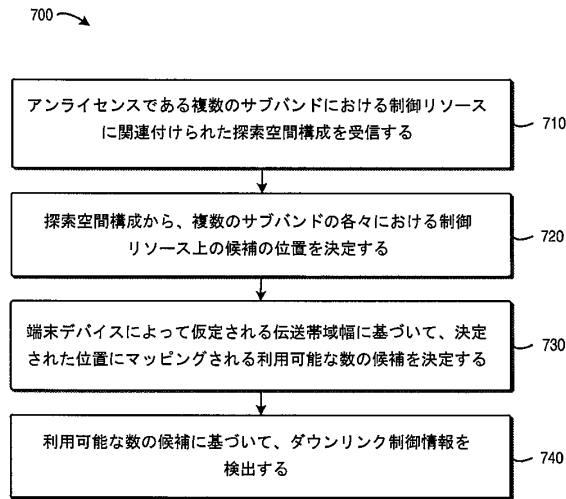 700
アンライセンスである複数のサブバンドにおける制御リソース
に関連付けられた探索空間構成を受信する
710
探索空間構成から、複数のサブバンドの各々における制御
リソース上の候補の位置を決定する
720
端末デバイスによって仮定される伝送帯域幅に基づいて、決定
された位置にマッピングされる利用可能な数の候補を決定する
730
利用可能な数の候補に基づいて、ダウンリンク制御情報を
検出する
740